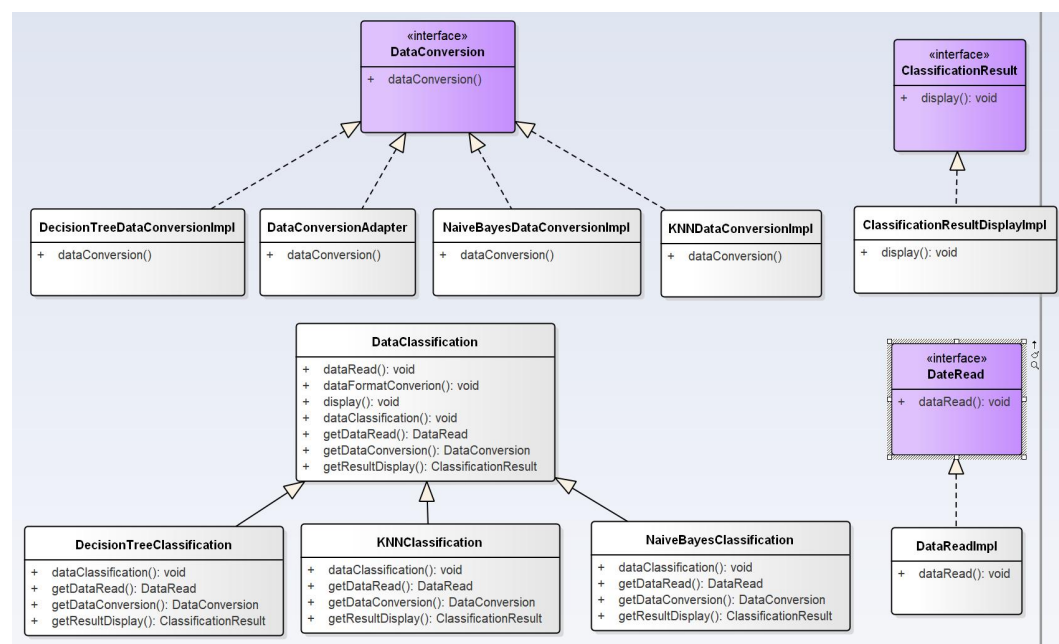 «interface»
DataConversion
+ dataConversion()
«interface»
ClassificationResult
+ display(): void
DecisionTreeDataConversionImpl
+ dataConversion()
DataConversionAdapter
+ dataConversion()
NaiveBayesDataConversionImpl
+ dataConversion()
KNNDataConversionImpl
+ dataConversion()
ClassificationResultDisplayImpl
+ display(): void
DataClassification
+ dataRead(): void
+ dataFormatConverion(): void
+ display(): void
+ dataClassification(): void
+ getDataRead(): DataRead
+ getDataConversion(): DataConversion
+ getResultDisplay(): ClassificationResult
«interface»
DateRead
+ dataRead(): void
DecisionTreeClassification
+ dataClassification(): void
+ getDataRead(): DataRead
+ getDataConversion(): DataConversion
+ getResultDisplay(): ClassificationResult
KNNClassification
+ dataClassification(): void
+ getDataRead(): DataRead
+ getDataConversion(): DataConversion
+ getResultDisplay(): ClassificationResult
NaiveBayesClassification
+ dataClassification(): void
+ getDataRead(): DataRead
+ getDataConversion(): DataConversion
+ getResultDisplay(): ClassificationResult
DataReadImpl
+ dataRead(): void